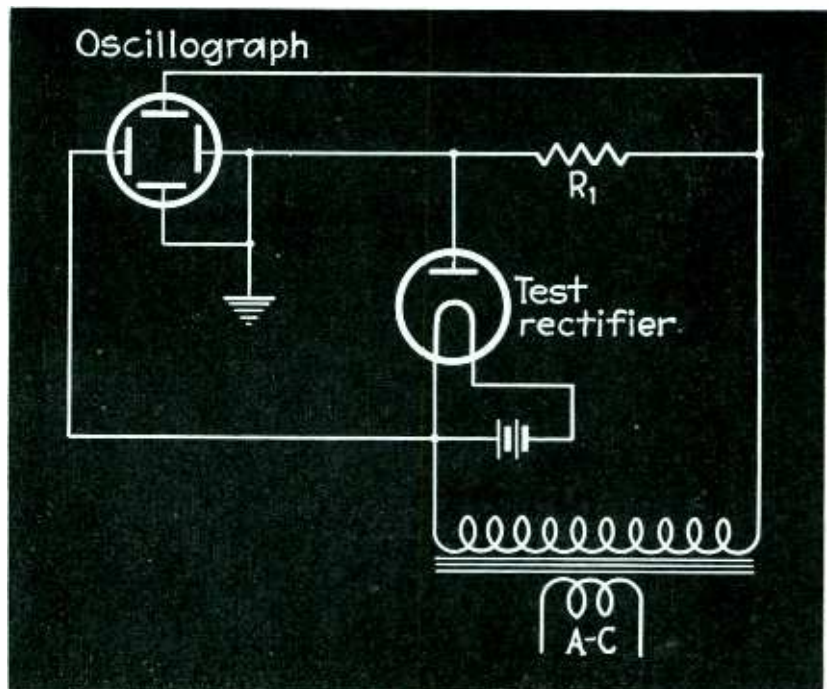 Oscillograph
R₁
Test
rectifier
A-C